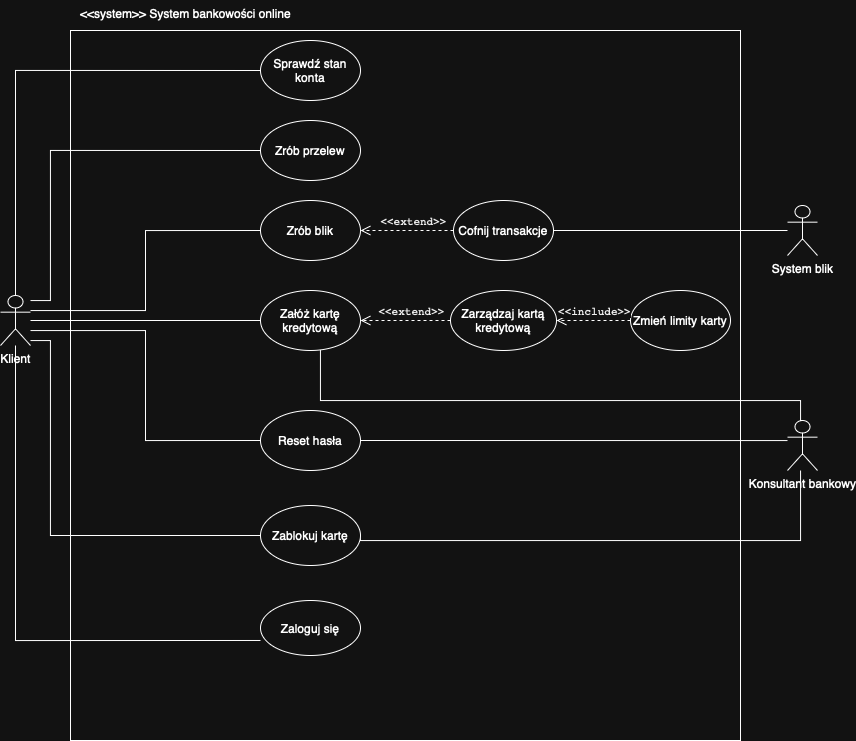 <<system>> System bankowości online
Sprawdź stan
konta
Zrób przelew
Zrób blik
<<extend>>
Cofnij transakcje
System blik
Załóż kartę
kredytową
<<extend>>
Zarządzaj kartą
kredytową
<<include>>
Zmień limity karty
Klient
Reset hasła
Konsultant bankowy
Zablokuj kartę
Zaloguj się